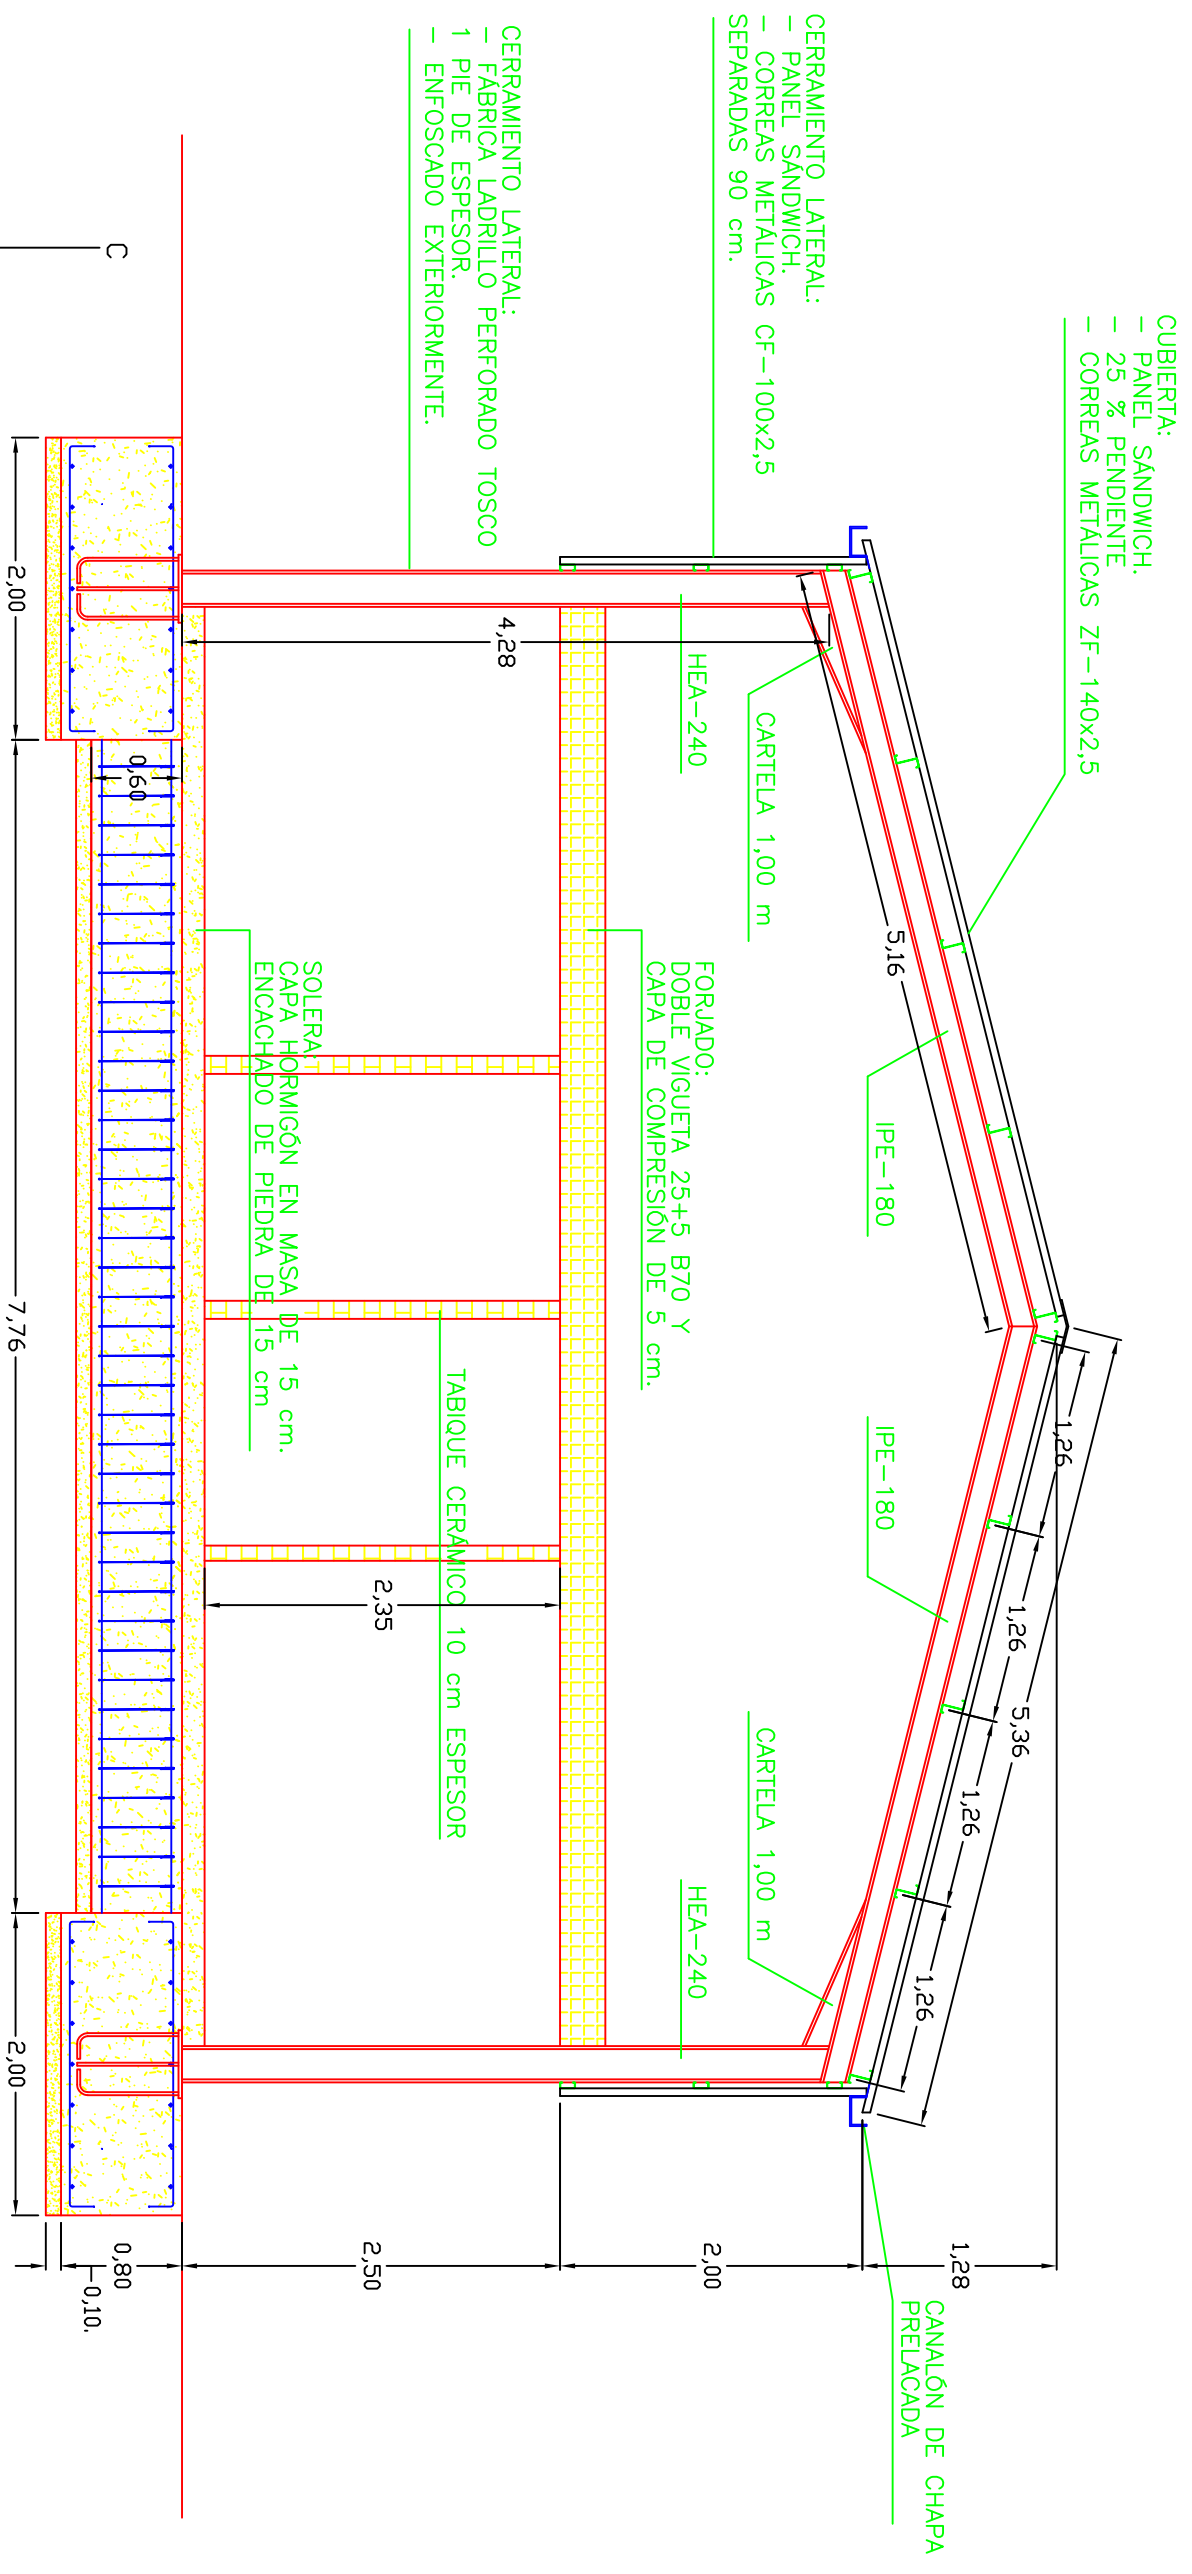 CUBIERTA:
- PANEL SÁNDWICH.
- 25 % PENDIENTE
- CORREAS METÁLICAS ZF-140x2,5
CERRAMIENTO LATERAL:
- PANEL SÁNDWICH.
- CORREAS METÁLICAS CF-100x2,5
SEPARADAS 90 cm.
CERRAMIENTO LATERAL:
- FÁBRICA LADRILLO PERFORADO TOSCO
1 PIE DE ESPESOR.
- ENFOSCADO EXTERIORMENTE.
C
CANALÓN DE CHAPA
PRELACADA
1,26
1,26
5,36
1,26
1,26
5,16
IPE-180
IPE-180
CARTELA 1,00 m
CARTELA 1,00 m
HEA-240
HEA-240
FORJADO:
DOBLE VIGUETA 25+5 B70 Y
CAPA DE COMPRESIÓN DE 5 cm.
4,28
TABIQUE CERÁMICO 10 cm ESPESOR
2,35
SOLERA:
CAPA HORMIGÓN EN MASA DE 15 cm.
ENCACHADO DE PIEDRA DE 15 cm
0,60
1,28
2,00
2,50
0,80
0,10.
2,00
7,76
2,00